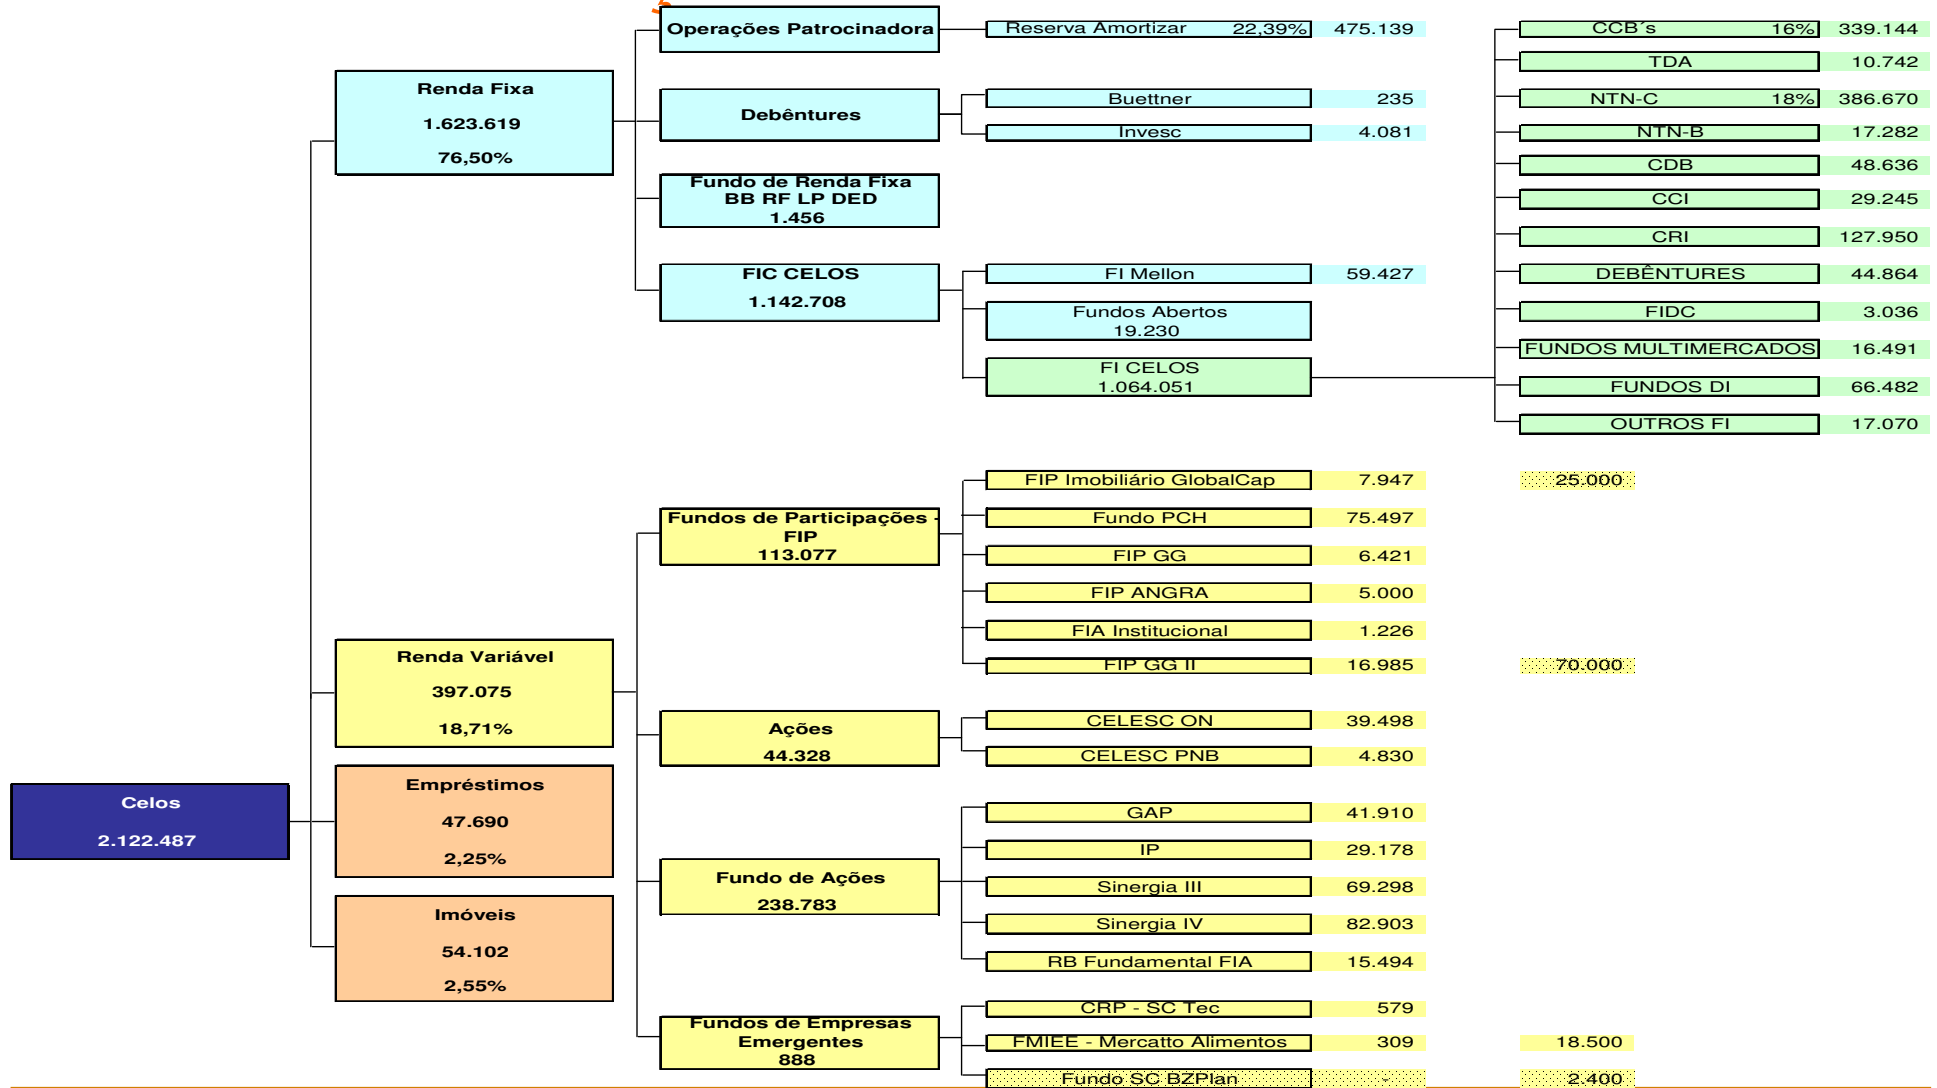 Operações Patrocinadora
Reserva Amortizar 22,39% 475.139
CCB´s 16% 339.144
TDA 10.742
Renda Fixa
1.623.619
76,50%
Debêntures
Buettner 235
Invesc 4.081
NTN-C 18% 386.670
NTN-B 17.282
CDB 48.636
Fundo de Renda Fixa
BB RF LP DED
1.456
CCI 29.245
CRI 127.950
FIC CELOS
1.142.708
FI Mellon 59.427
DEBÊNTURES 44.864
Fundos Abertos
19.230
FIDC 3.036
FUNDOS MULTIMERCADOS 16.491
FI CELOS
1.064.051
FUNDOS DI 66.482
OUTROS FI 17.070
FIP Imobiliário GlobalCap 7.947 25.000
Fundos de Participações -
FIP
113.077
Fundo PCH 75.497
FIP GG 6.421
FIP ANGRA 5.000
FIA Institucional 1.226
FIP GG II 16.985 70.000
Renda Variável
397.075
18,71%
Ações
44.328
CELESC ON 39.498
CELESC PNB 4.830
Celos
2.122.487
Empréstimos
47.690
2,25%
GAP 41.910
IP 29.178
Fundo de Ações
238.783
Sinergia III 69.298
Sinergia IV 82.903
RB Fundamental FIA 15.494
Imóveis
54.102
2,55%
Fundos de Empresas
Emergentes
888
CRP - SC Tec 579
FMIEE - Mercatto Alimentos 309 18.500
Fundo SC BZPlan - 2.400